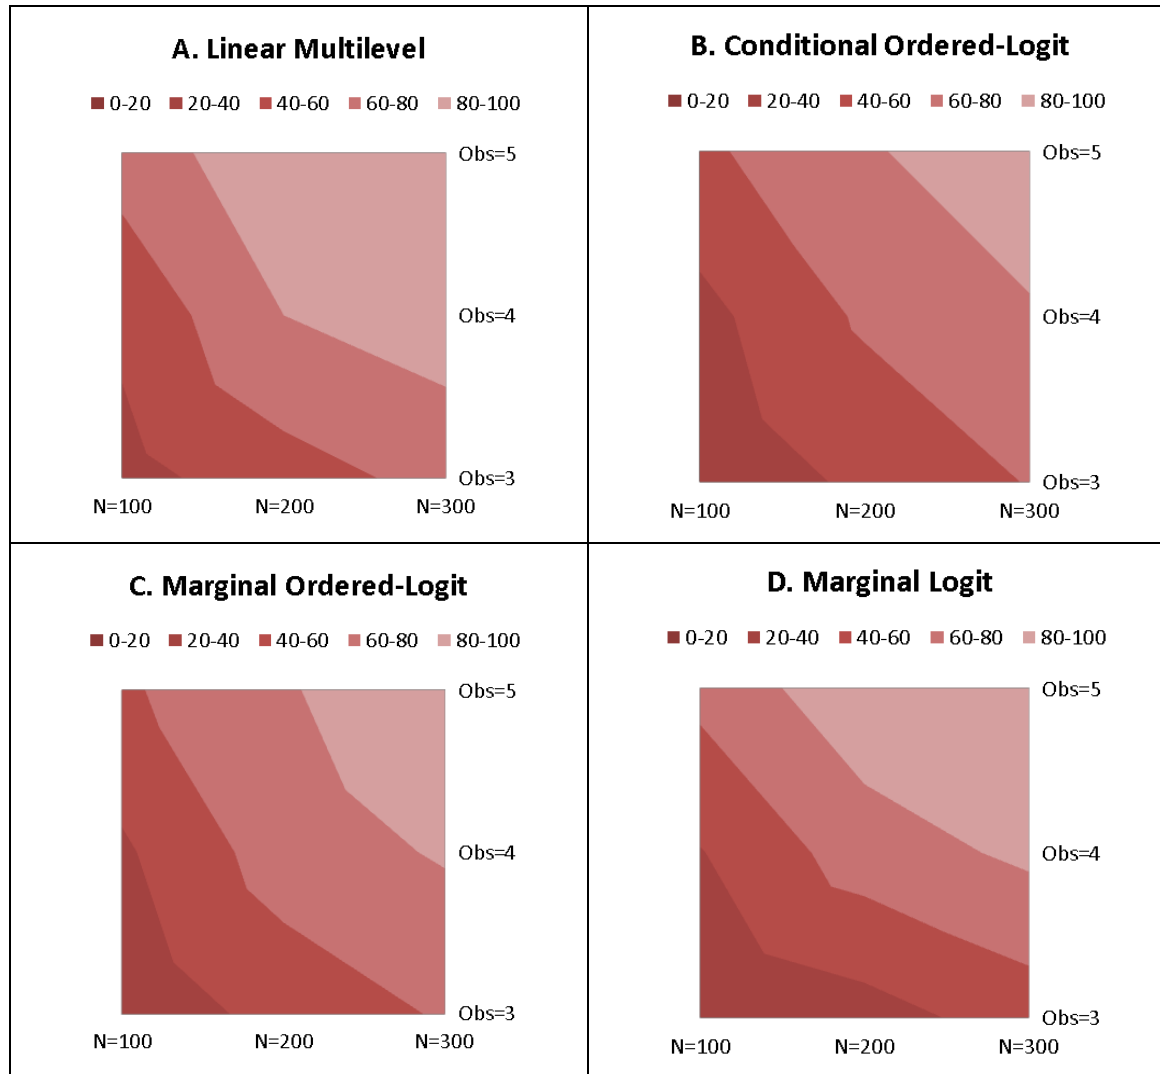 A. Linear Multilevel
0-20 20-40 40-60 60-80 80-100
Obs=5
Obs=4
Obs=3
N=100 N=200 N=300
B. Conditional Ordered-Logit
0-20 20-40 40-60 60-80 80-100
Obs=5
Obs=4
Obs=3
N=100 N=200 N=300
C. Marginal Ordered-Logit
0-20 20-40 40-60 60-80 80-100
Obs=5
Obs=4
Obs=3
N=100 N=200 N=300
D. Marginal Logit
0-20 20-40 40-60 60-80 80-100
Obs=5
Obs=4
Obs=3
N=100 N=200 N=300